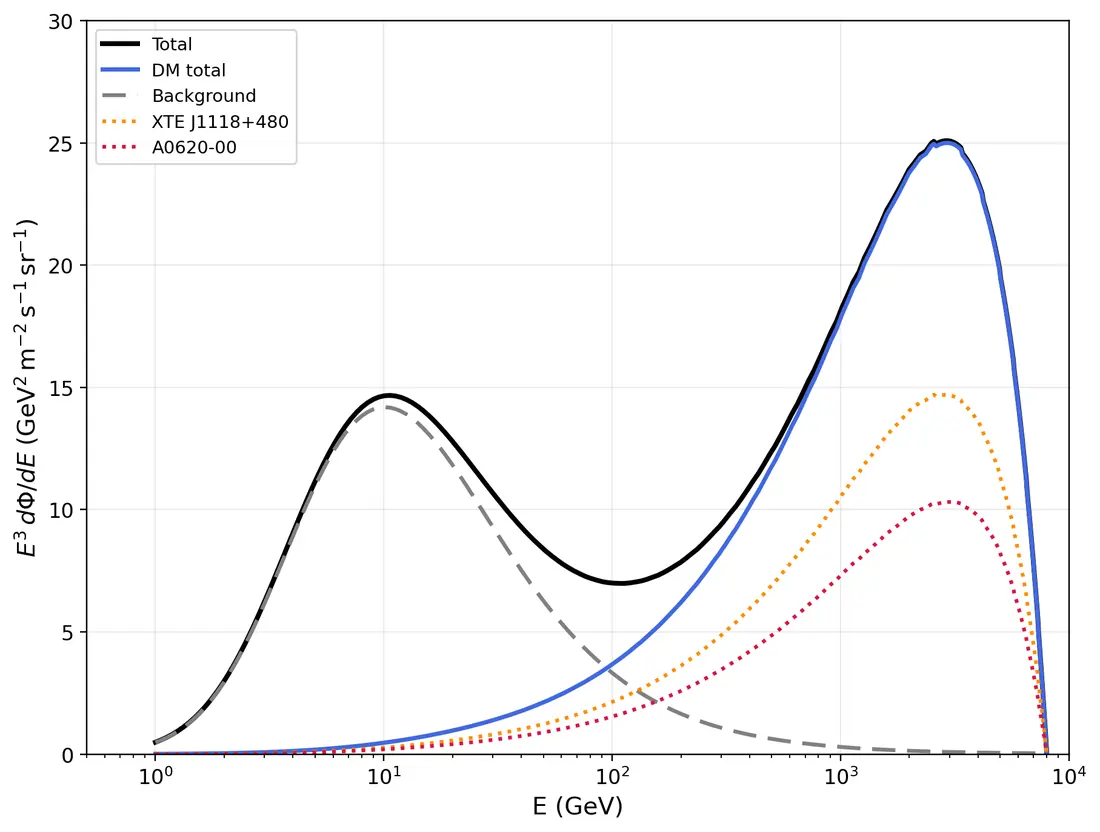 30
25
20
15
10
5
0
Total
DM total
Background
XTE J1118+480
A0620-00
E³ dΦ/dE (GeV² m⁻² s⁻¹ sr⁻¹)
10⁰ 10¹ 10² 10³ 10⁴
E (GeV)